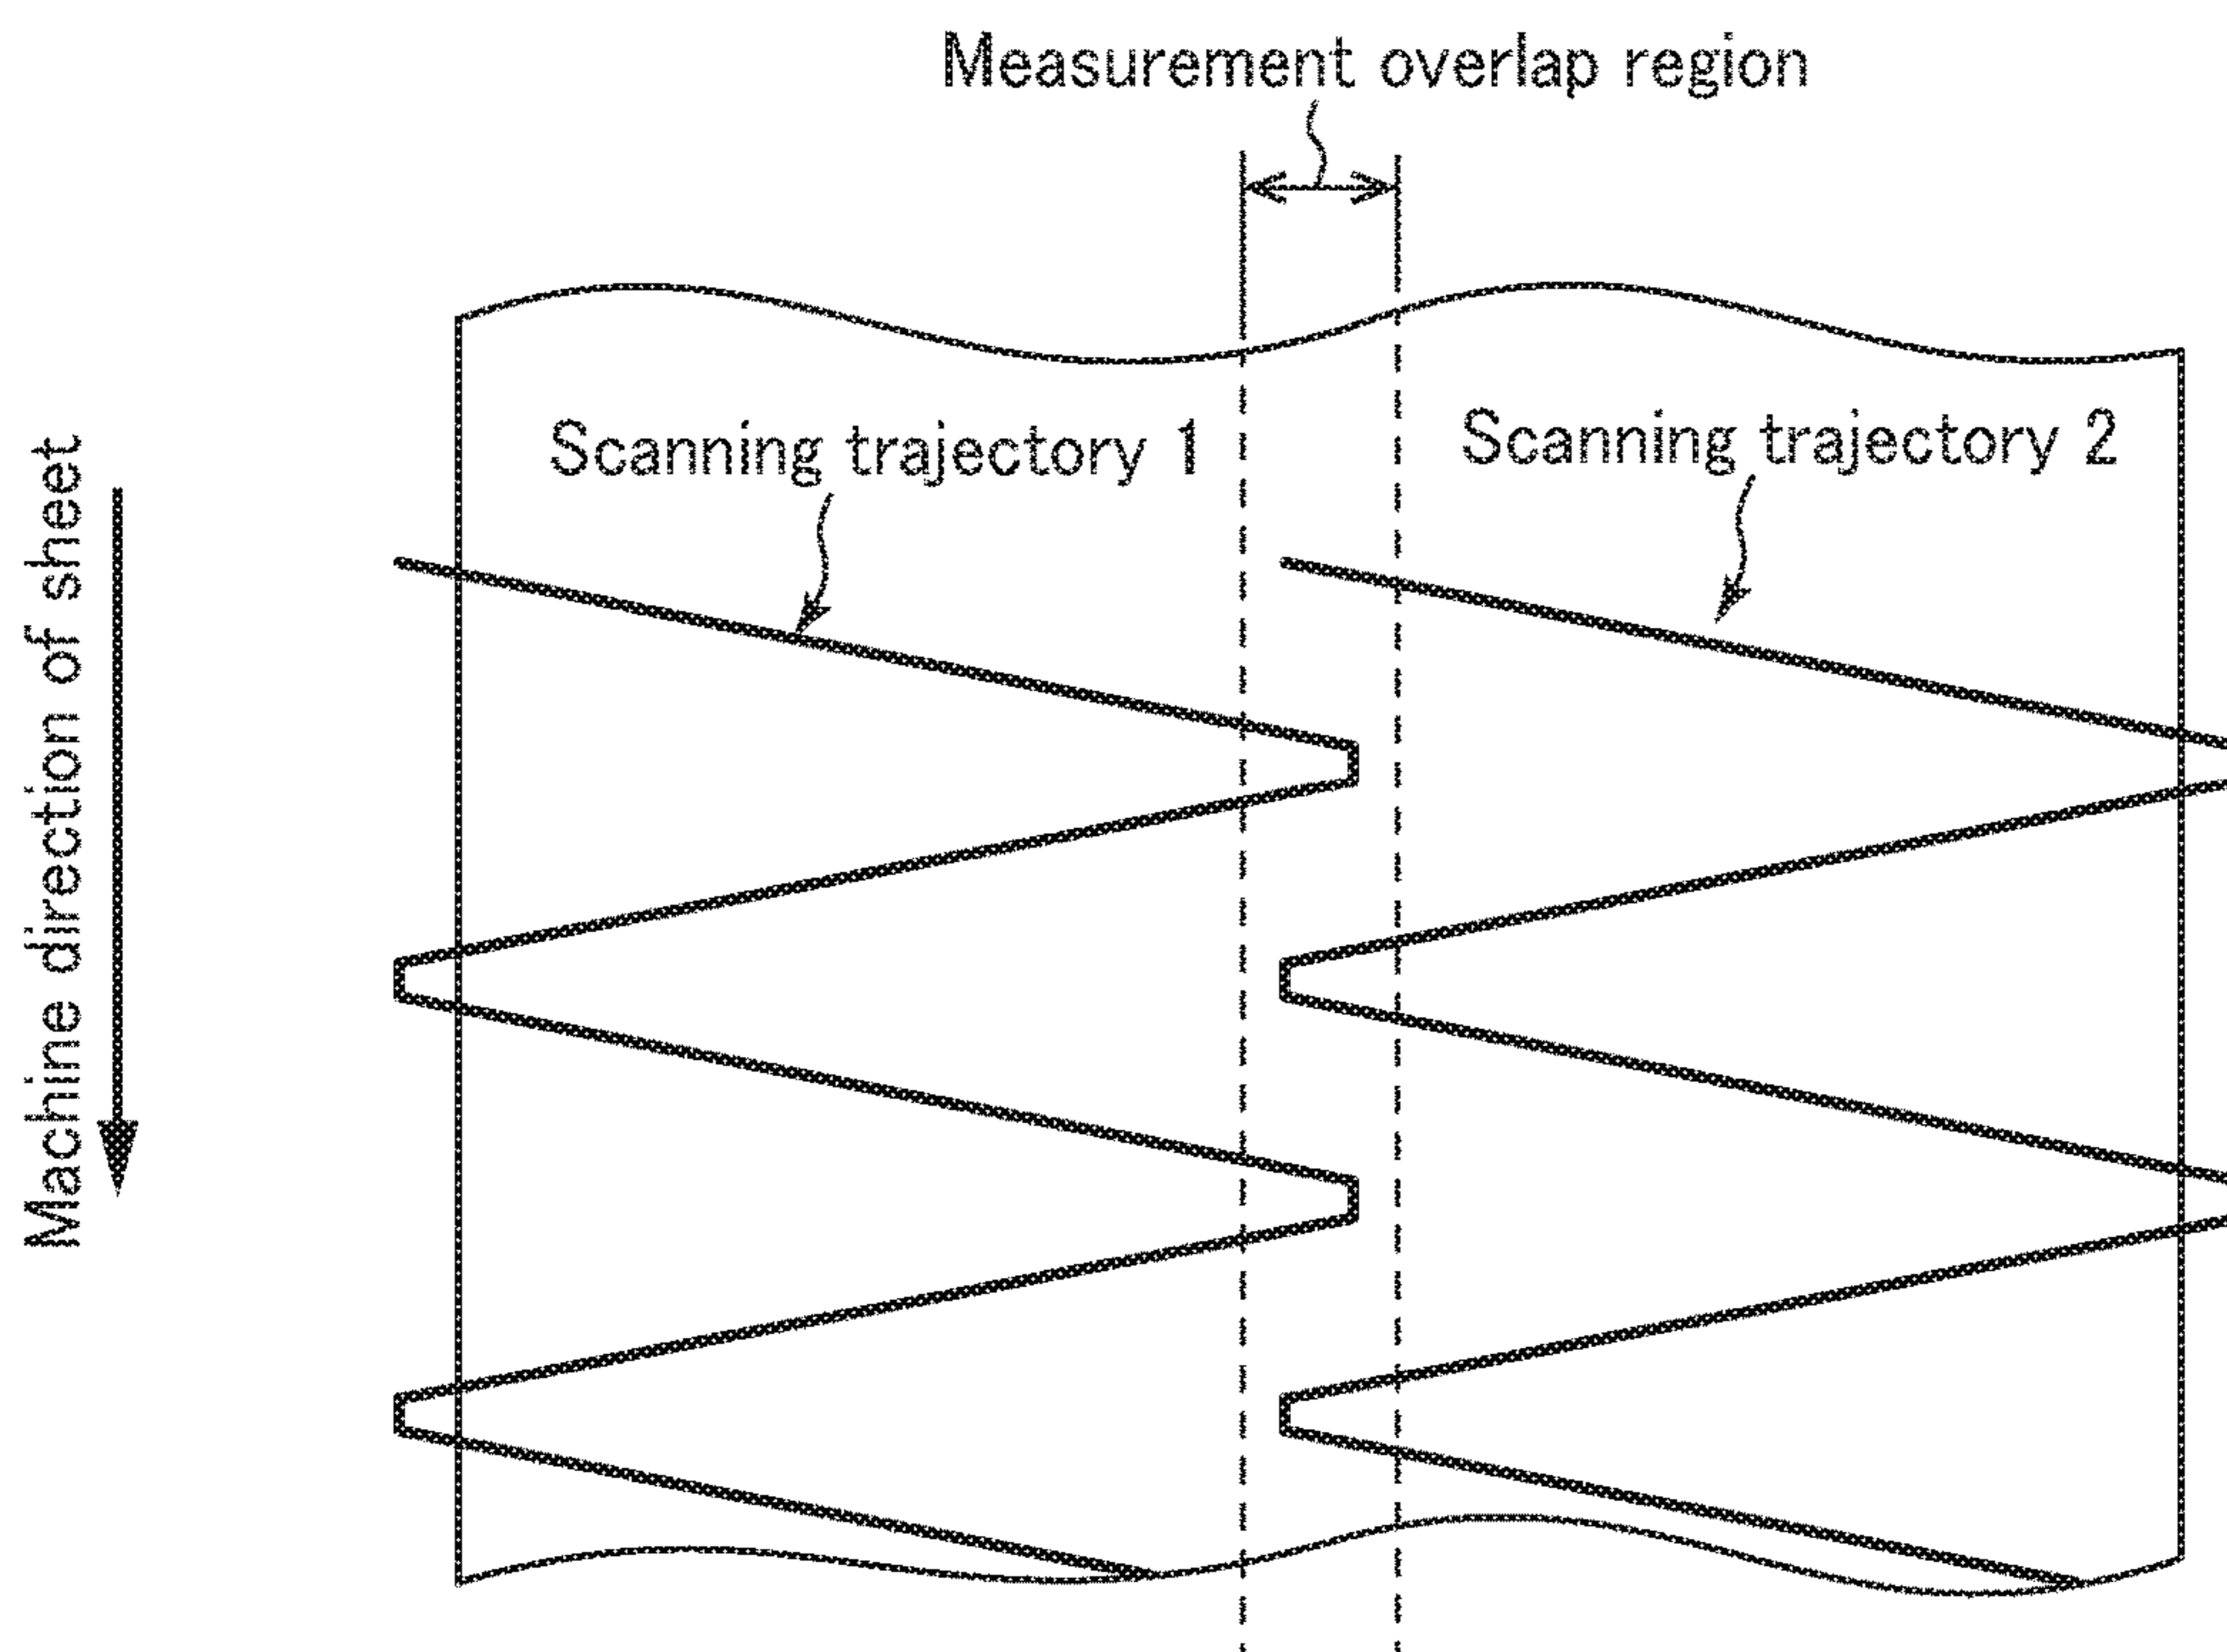 Measurement overlap region
Scanning trajectory 1
Scanning trajectory 2
Machine direction of sheet